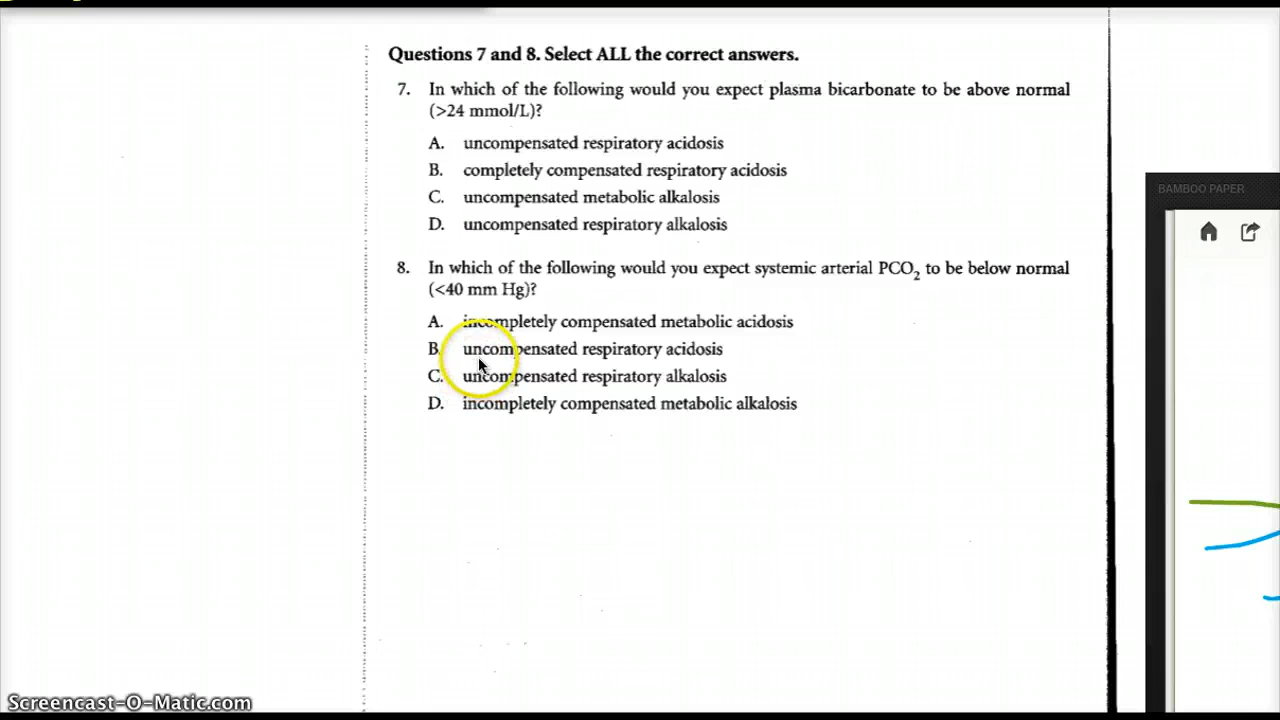 Questions 7 and 8. Select ALL the correct answers.
7. In which of the following would you expect plasma bicarbonate to be above normal
(>24 mmol/L)?
A. uncompensated respiratory acidosis
B. completely compensated respiratory acidosis
C. uncompensated metabolic alkalosis
D. uncompensated respiratory alkalosis
8. In which of the following would you expect systemic arterial PCO₂ to be below normal
(<40 mm Hg)?
A. incompletely compensated metabolic acidosis
B. uncompensated respiratory acidosis
C. uncompensated respiratory alkalosis
D. incompletely compensated metabolic alkalosis
BAMBOO PAPER
Screencast-O-Matic.com